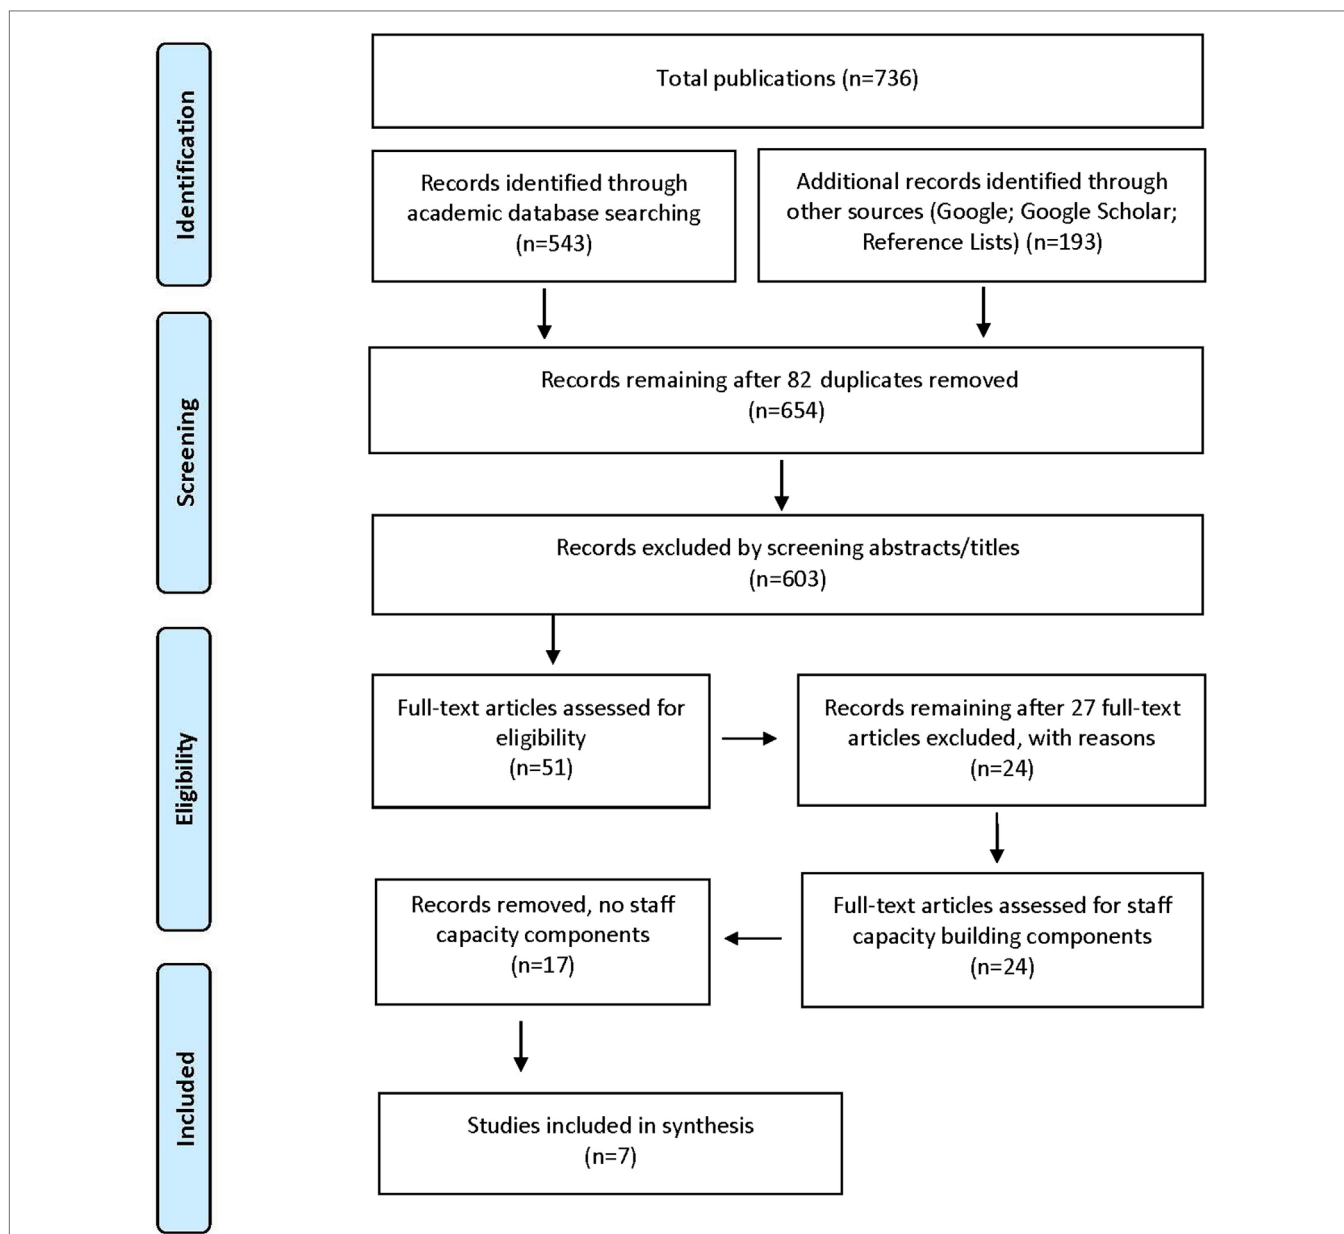 Identification
Total publications (n=736)
Records identified through
academic database searching
(n=543)
Additional records identified through
other sources (Google; Google Scholar;
Reference Lists) (n=193)
Screening
Records remaining after 82 duplicates removed
(n=654)
Records excluded by screening abstracts/titles
(n=603)
Eligibility
Full-text articles assessed for
eligibility
(n=51)
Records remaining after 27 full-text
articles excluded, with reasons
(n=24)
Full-text articles assessed for staff
capacity building components
(n=24)
Records removed, no staff
capacity components
(n=17)
Included
Studies included in synthesis
(n=7)